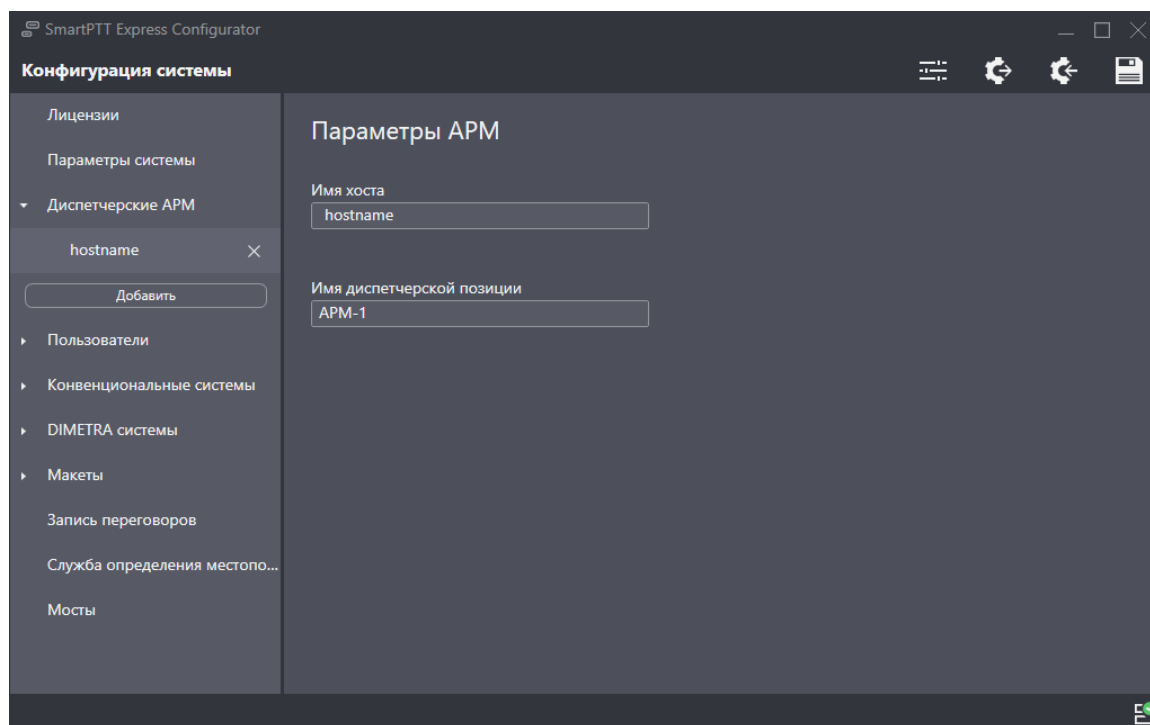 SmartPTT Express Configurator
Конфигурация системы
Лицензии
Параметры системы
Диспетчерские АРМ
hostname
Добавить
Пользователи
Конвенциональные системы
DIMETRA системы
Макеты
Запись переговоров
Служба определения местопо...
Мосты
Параметры АРМ
Имя хоста
hostname
Имя диспетчерской позиции
АРМ-1